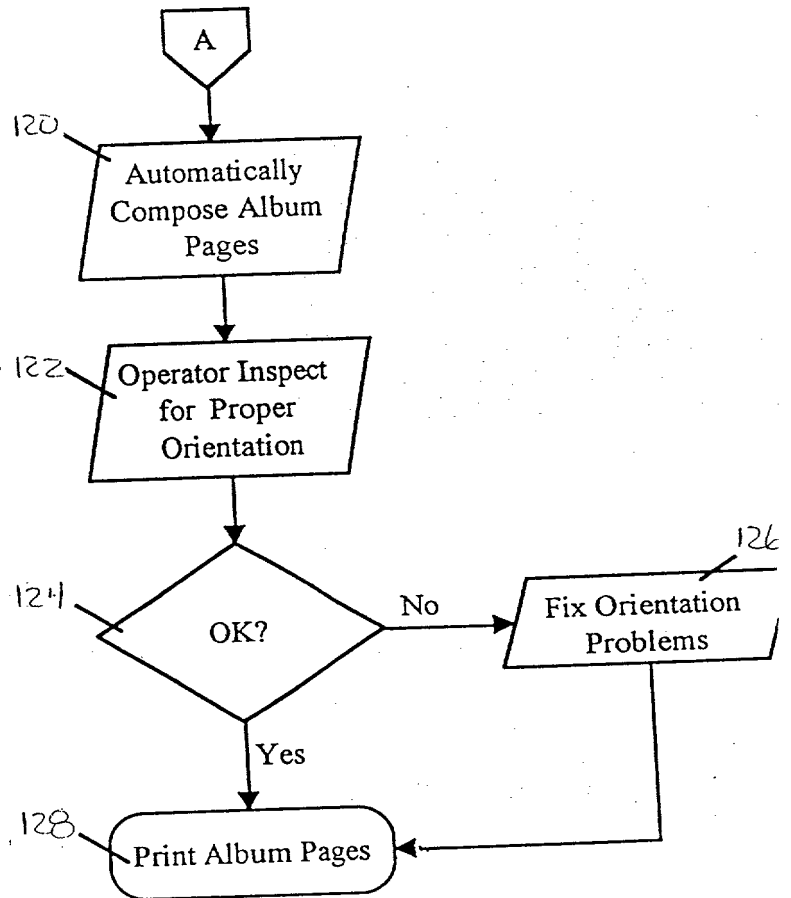 A
120
Automatically
Compose Album
Pages
122
Operator Inspect
for Proper
Orientation
124
OK?
No
126
Fix Orientation
Problems
Yes
128
Print Album Pages